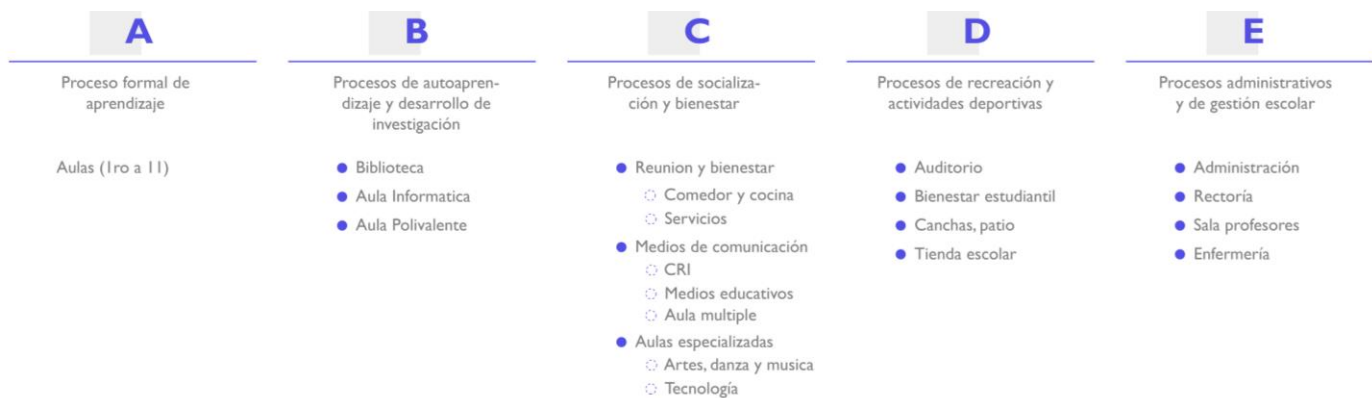 A
Proceso formal de
aprendizaje
Aulas (1ro a 11)
B
Procesos de autoapren-
dizaje y desarrollo de
investigación
Biblioteca
Aula Informatica
Aula Polivalente
C
Procesos de socializa-
ción y bienestar
Reunion y bienestar
Comedor y cocina
Servicios
Medios de comunicación
CRI
Medios educativos
Aula multiple
Aulas especializadas
Artes, danza y musica
Tecnología
D
Procesos de recreación y
actividades deportivas
Auditorio
Bienestar estudiantil
Canchas, patio
Tienda escolar
E
Procesos administrativos
y de gestión escolar
Administración
Rectoría
Sala profesores
Enfermería